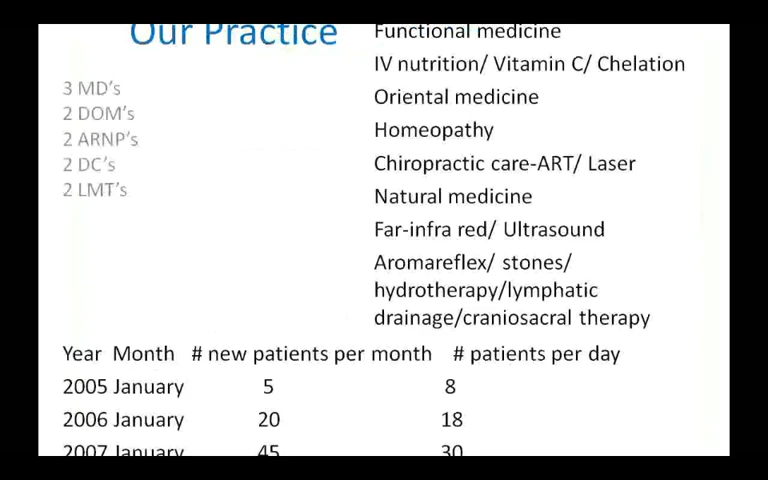 Our Practice
3 MD's
2 DOM's
2 ARNP's
2 DC's
2 LMT's
Functional medicine
IV nutrition/ Vitamin C/ Chelation
Oriental medicine
Homeopathy
Chiropractic care-ART/ Laser
Natural medicine
Far-infra red/ Ultrasound
Aromareflex/ stones/
hydrotherapy/lymphatic
drainage/craniosacral therapy
Year Month # new patients per month # patients per day
2005 January 5 8
2006 January 20 18
2007 January 45 30